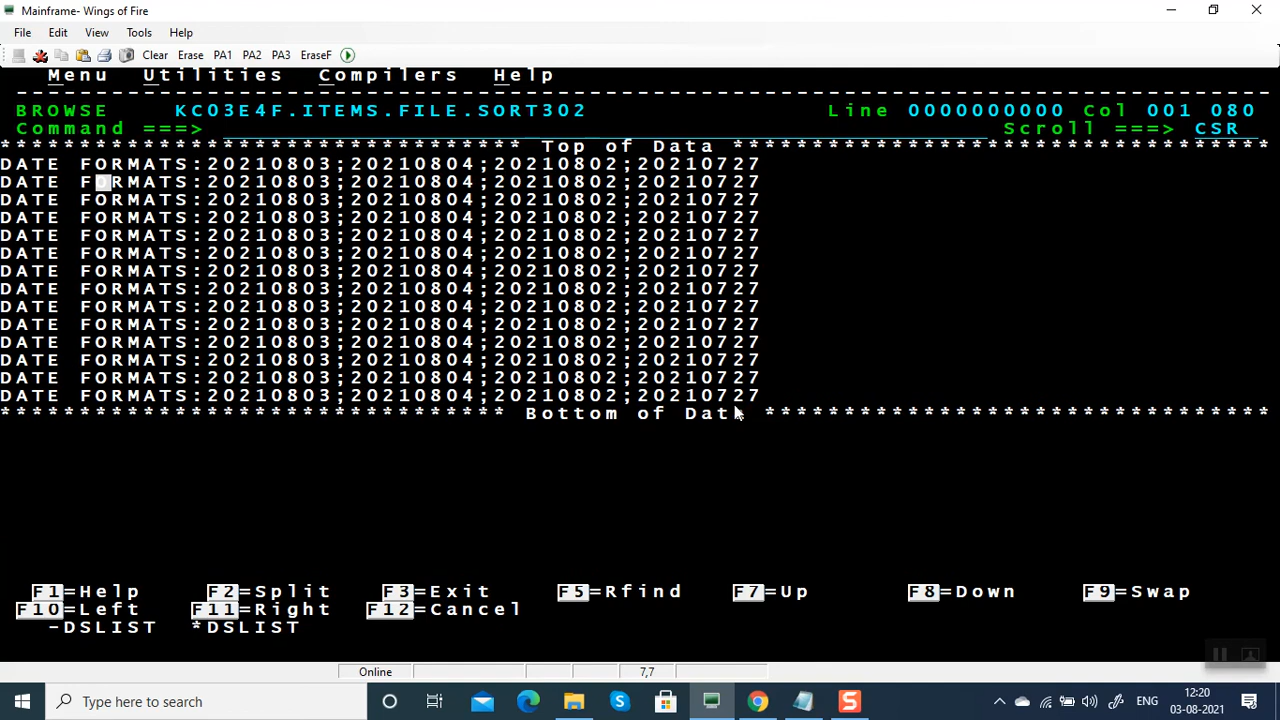 Mainframe- Wings of Fire
File Edit View Tools Help
Clear Erase PA1 PA2 PA3 EraseF
Menu Utilities Compilers Help
- - - - - - - - - - - - - - - - - - - - - - - - - - - - - - - - - - - - - - - -
BROWSE KC03E4F.ITEMS.FILE.SORT3O2 Line 0000000000 Col 001 080
Command ===> Scroll ===> CSR
********************************* Top of Data **********************************
DATE FORMATS:20210803;20210804;20210802;20210727
DATE FORMATS:20210803;20210804;20210802;20210727
DATE FORMATS:20210803;20210804;20210802;20210727
DATE FORMATS:20210803;20210804;20210802;20210727
DATE FORMATS:20210803;20210804;20210802;20210727
DATE FORMATS:20210803;20210804;20210802;20210727
DATE FORMATS:20210803;20210804;20210802;20210727
DATE FORMATS:20210803;20210804;20210802;20210727
DATE FORMATS:20210803;20210804;20210802;20210727
DATE FORMATS:20210803;20210804;20210802;20210727
DATE FORMATS:20210803;20210804;20210802;20210727
DATE FORMATS:20210803;20210804;20210802;20210727
DATE FORMATS:20210803;20210804;20210802;20210727
DATE FORMATS:20210803;20210804;20210802;20210727
******************************** Bottom of Data ********************************
F1=Help F2=Split F3=Exit F5=Rfind F7=Up F8=Down F9=Swap
F10=Left F11=Right F12=Cancel
-DSLIST *DSLIST
Online 7,7
Type here to search ENG 12:20
03-08-2021